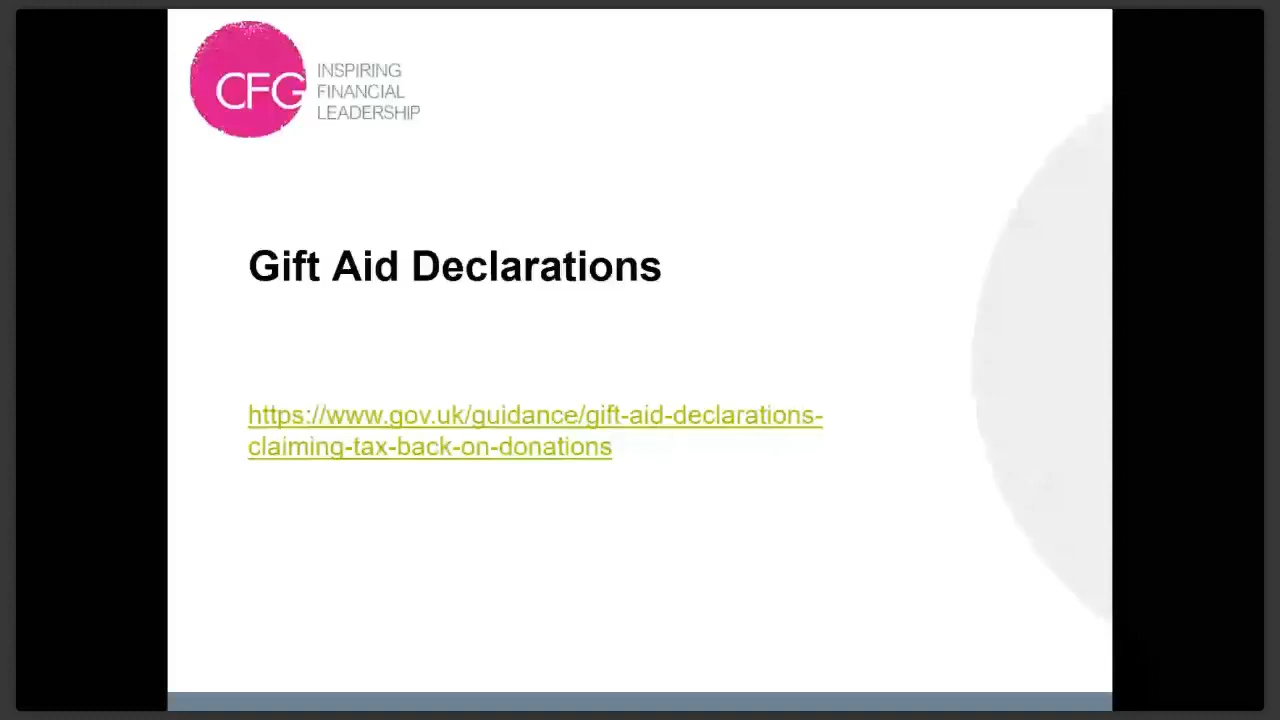 CFG
INSPIRING
FINANCIAL
LEADERSHIP
Gift Aid Declarations
https://www.gov.uk/guidance/gift-aid-declarations-
claiming-tax-back-on-donations